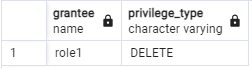 grantee privilege_type
name character varying
1 role1 DELETE